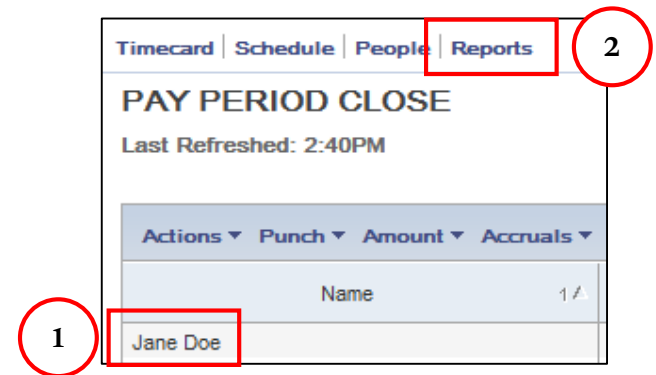 Timecard | Schedule | People | Reports
2
PAY PERIOD CLOSE
Last Refreshed: 2:40PM
Actions ▼ Punch ▼ Amount ▼ Accruals ▼
Name 1
1
Jane Doe